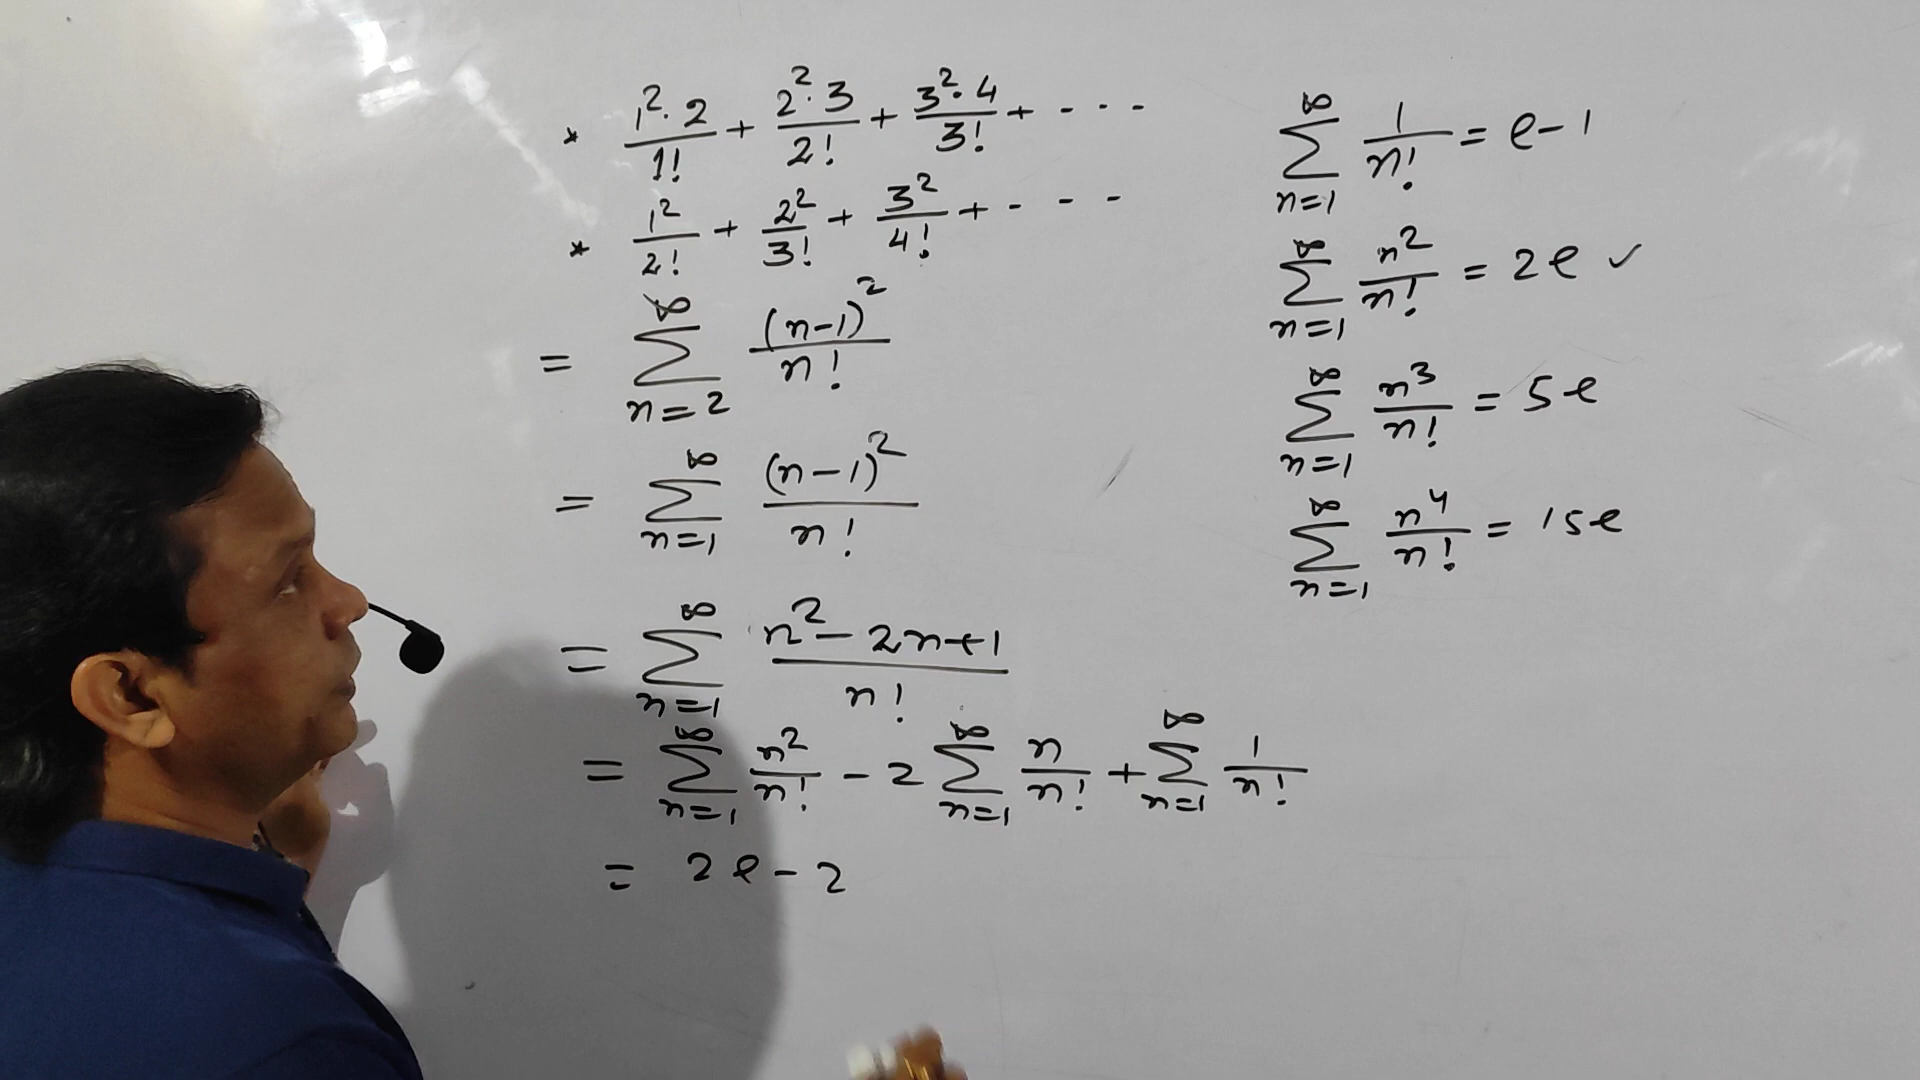 * 1².2/1! + 2².3/2! + 3².4/3! + - - - -
* 1²/2! + 2²/3! + 3²/4! + - - - -
= ∞ Σ n=2 (n-1)²/n!
= ∞ Σ n=1 (n-1)²/n!
= ∞ Σ n=1 n²-2n+1/n!
= ∞ Σ n=1 n²/n! - 2 ∞ Σ n=1 n/n! + ∞ Σ n=1 1/n!
= 2e-2
∞ Σ n=1 1/n! = e-1
∞ Σ n=1 n²/n! = 2e ✓
∞ Σ n=1 n³/n! = 5e
∞ Σ n=1 n⁴/n! = 15e